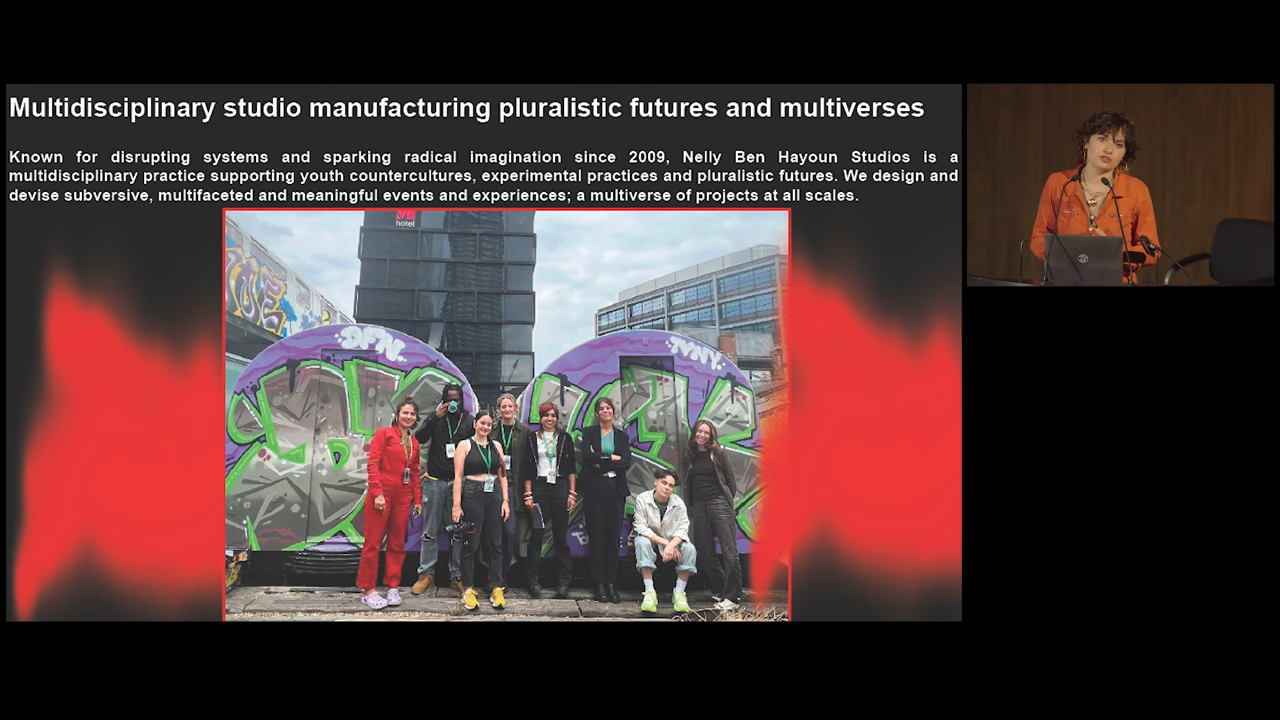 Multidisciplinary studio manufacturing pluralistic futures and multiverses
Known for disrupting systems and sparking radical imagination since 2009, Nelly Ben Hayoun Studios is a
multidisciplinary practice supporting youth countercultures, experimental practices and pluralistic futures. We design and
devise subversive, multifaceted and meaningful events and experiences; a multiverse of projects at all scales.
hotel
DFN